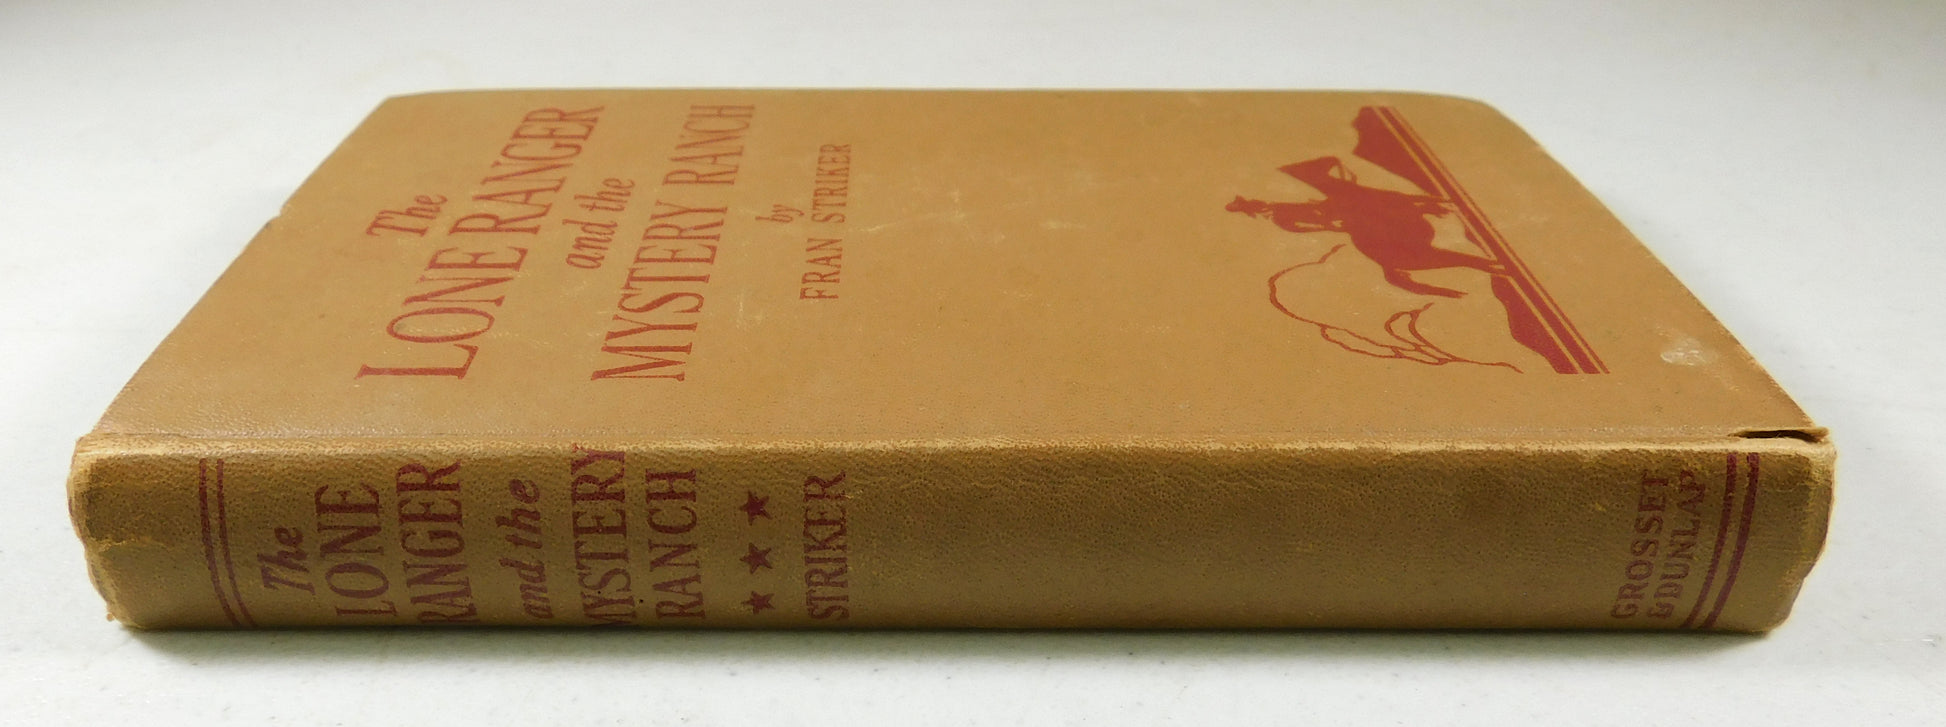 The
LONE RANGER
and the
MYSTERY RANCH
by
FRAN STRIKER
The
LONE
RANGER
and the
MYSTERY
RANCH
STRIKER
GROSSET
& DUNLAP